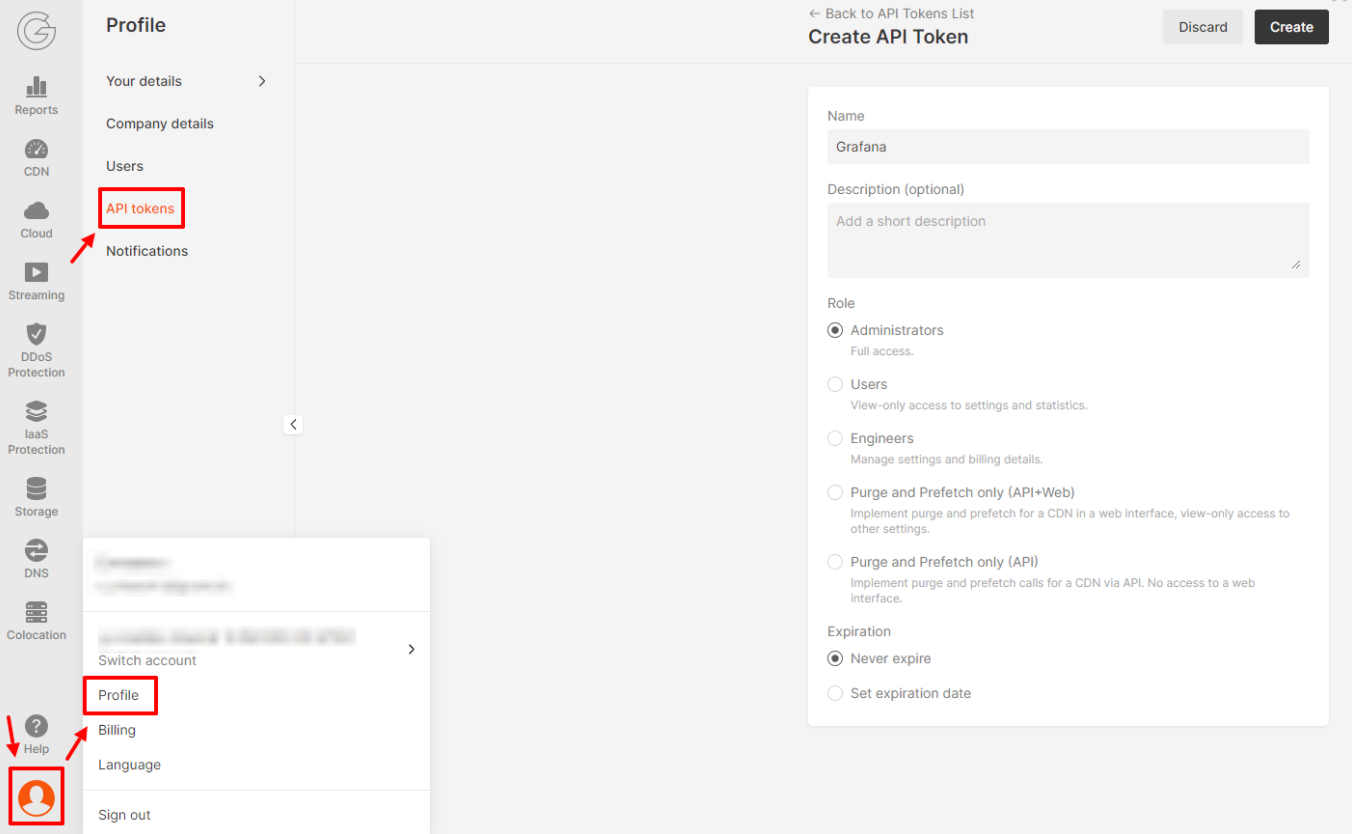 Reports
CDN
Cloud
Streaming
DDoS
Protection
IaaS
Protection
Storage
DNS
Colocation
Help
Profile
Your details
Company details
Users
API tokens
Notifications
Switch account
Profile
Billing
Language
Sign out
← Back to API Tokens List
Create API Token
Discard
Create
Name
Grafana
Description (optional)
Add a short description
Role
Administrators
Full access.
Users
View-only access to settings and statistics.
Engineers
Manage settings and billing details.
Purge and Prefetch only (API+Web)
Implement purge and prefetch for a CDN in a web interface, view-only access to
other settings.
Purge and Prefetch only (API)
Implement purge and prefetch calls for a CDN via API. No access to a web
interface.
Expiration
Never expire
Set expiration date